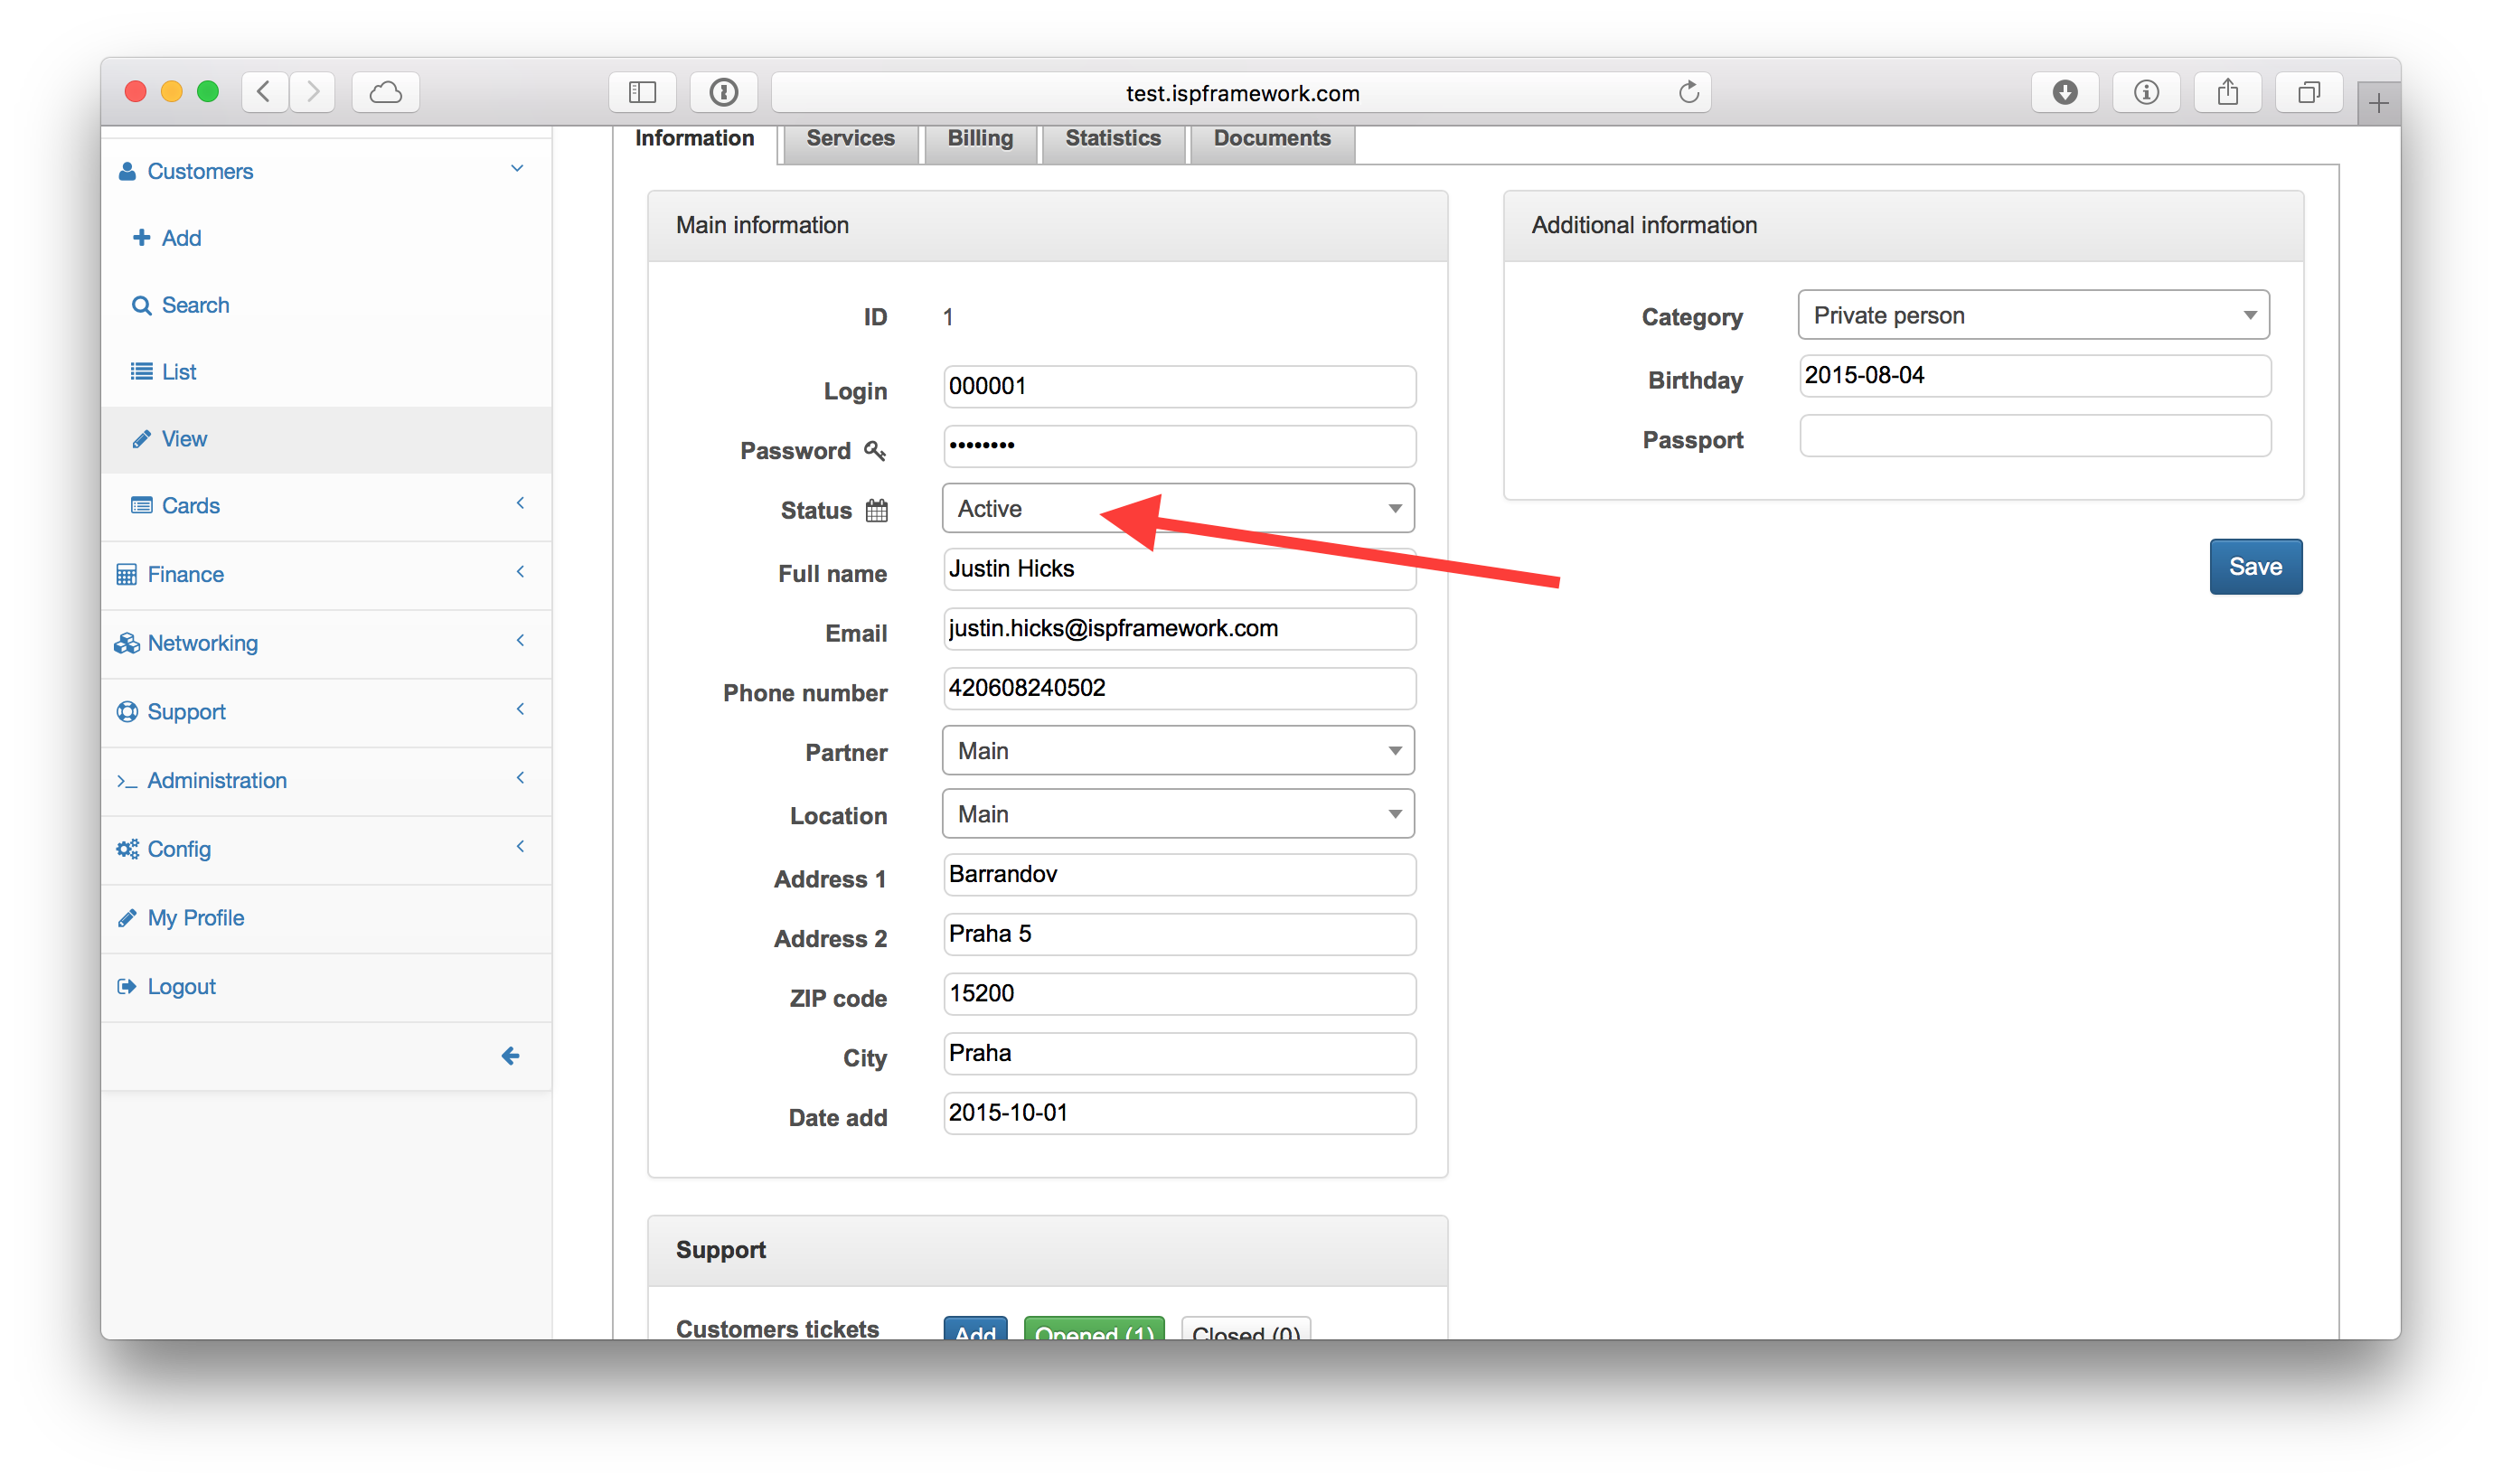 test.ispframework.com
Information Services Billing Statistics Documents
Customers
Add
Search
List
View
Cards
Finance
Networking
Support
Administration
Config
My Profile
Logout
Main information
ID 1
Login 000001
Password ••••••••
Status Active
Full name Justin Hicks
Email justin.hicks@ispframework.com
Phone number 420608240502
Partner Main
Location Main
Address 1 Barrandov
Address 2 Praha 5
ZIP code 15200
City Praha
Date add 2015-10-01
Additional information
Category Private person
Birthday 2015-08-04
Passport
Save
Support
Customers tickets Add Opened (1) Closed (0)